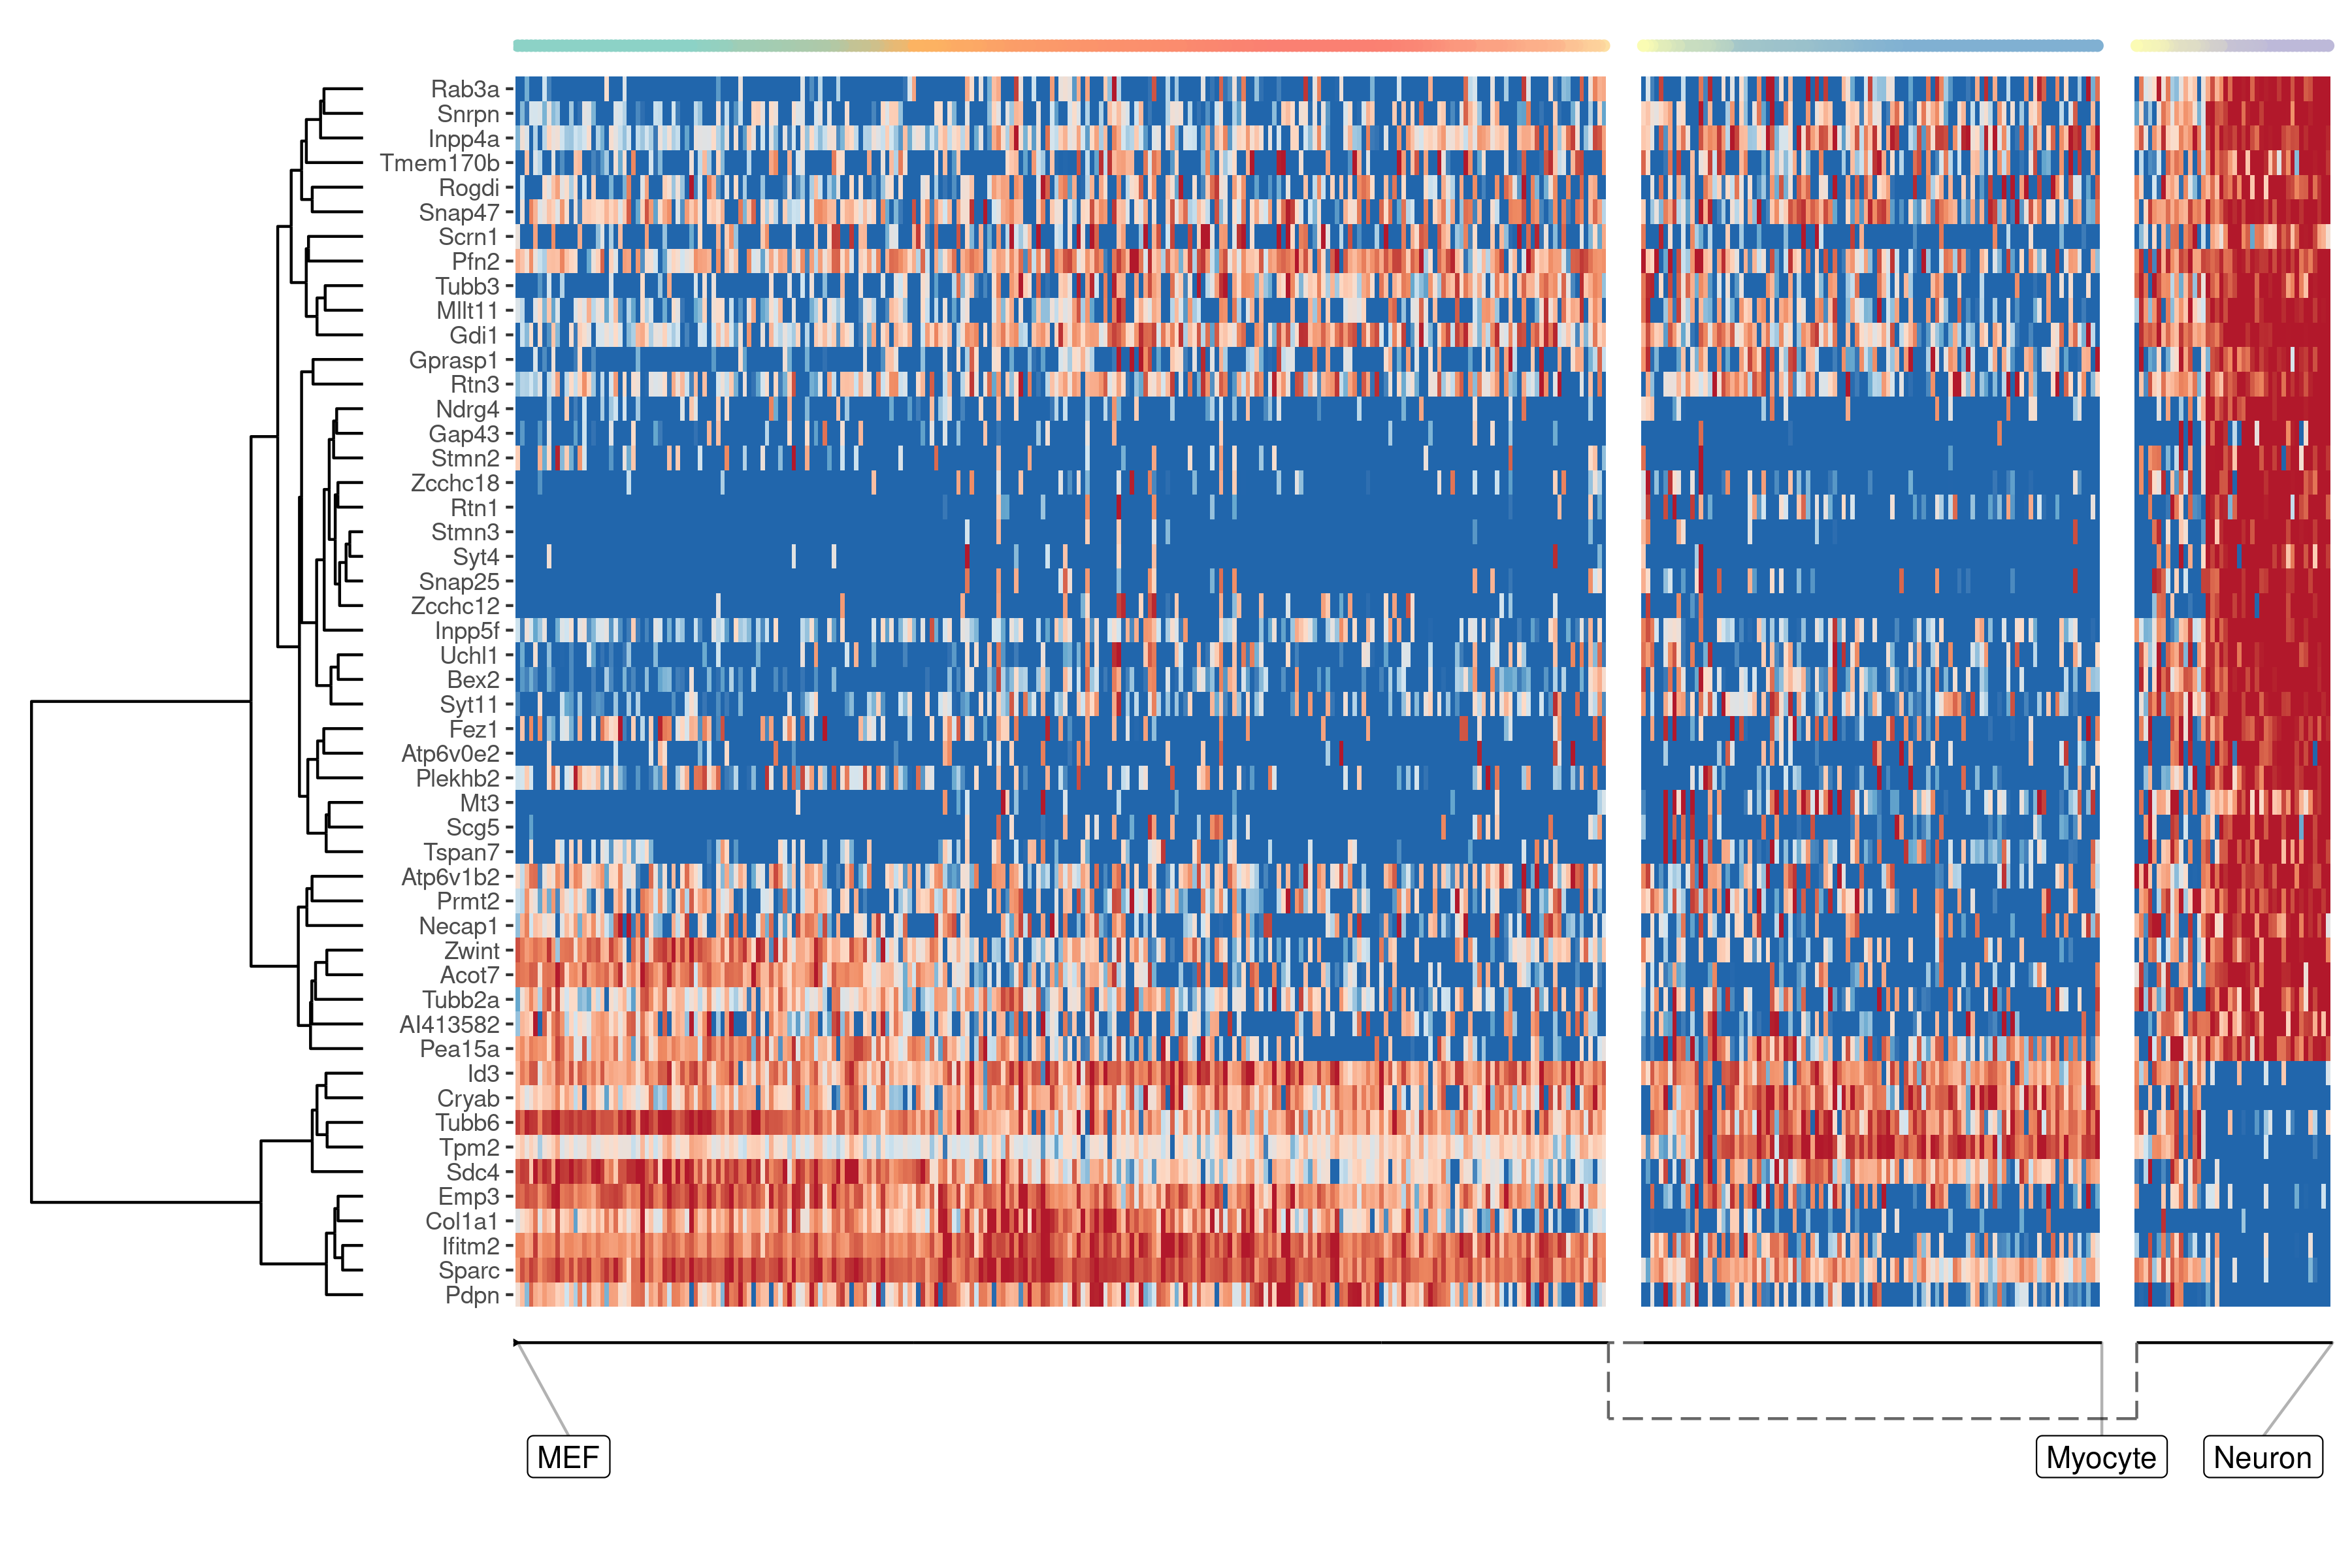 Rab3a
Snrpn
Inpp4a
Tmem170b
Rogdi
Snap47
Scrn1
Pfn2
Tubb3
Mllt11
Gdi1
Gprasp1
Rtn3
Ndrg4
Gap43
Stmn2
Zcchc18
Rtn1
Stmn3
Syt4
Snap25
Zcchc12
Inpp5f
Uchl1
Bex2
Syt11
Fez1
Atp6v0e2
Plekhb2
Mt3
Scg5
Tspan7
Atp6v1b2
Prmt2
Necap1
Zwint
Acot7
Tubb2a
AI413582
Pea15a
Id3
Cryab
Tubb6
Tpm2
Sdc4
Emp3
Col1a1
Ifitm2
Sparc
Pdpn
MEF Myocyte Neuron